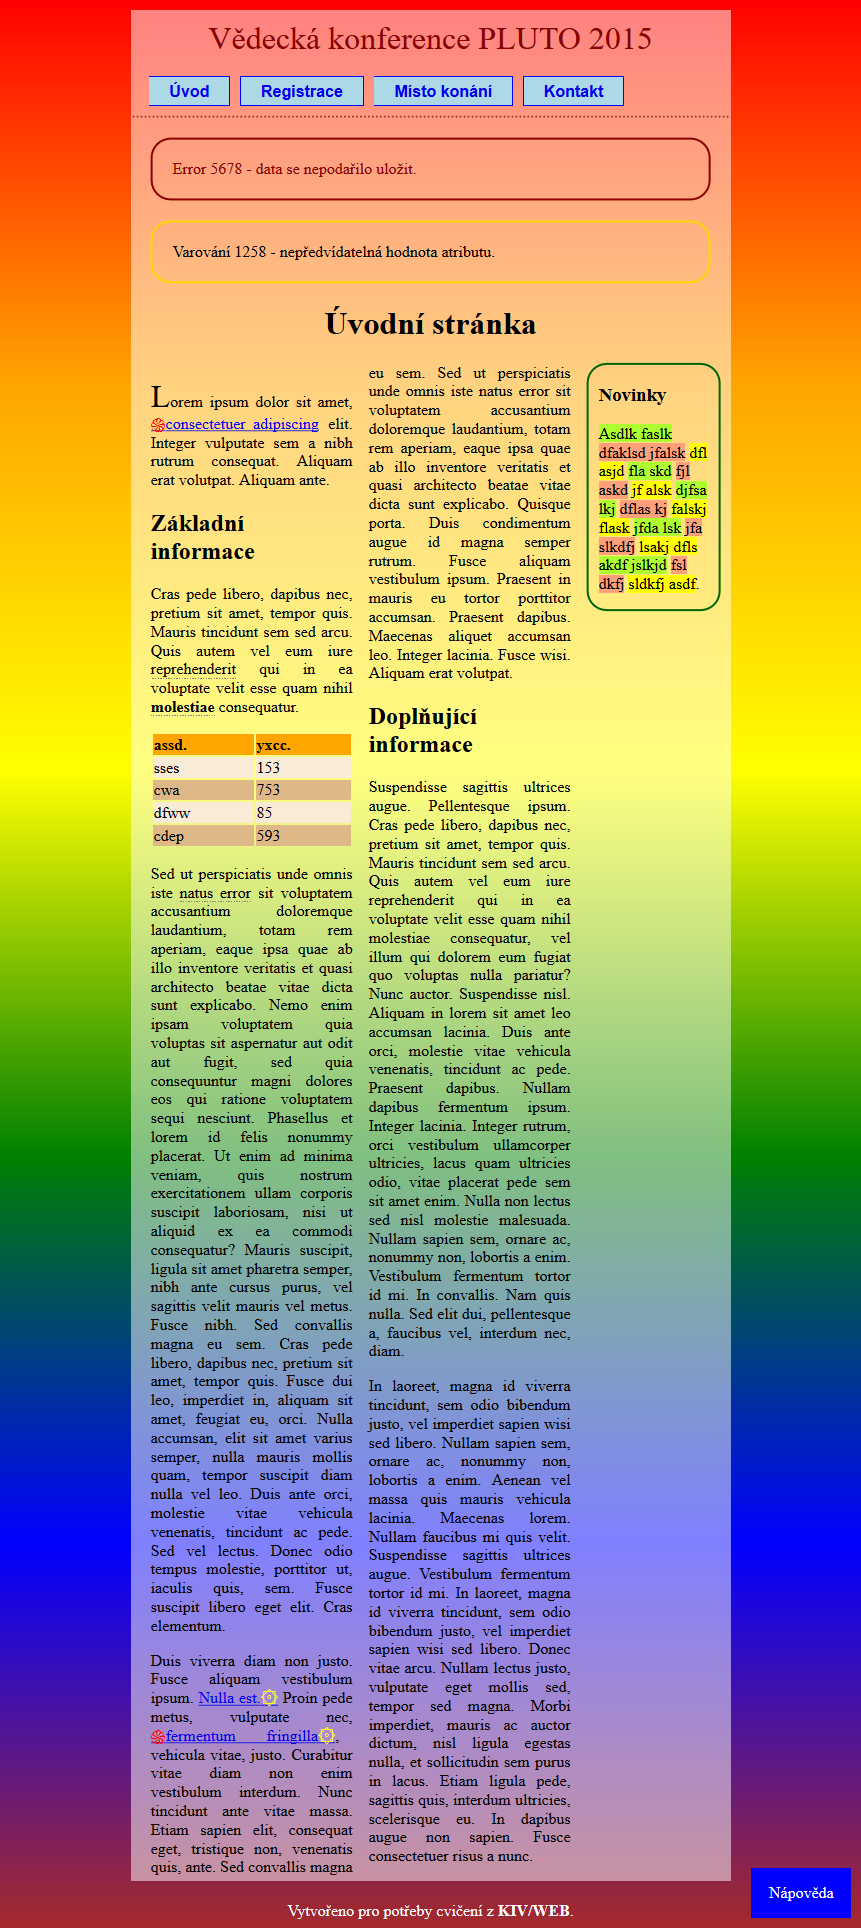 Vědecká konference PLUTO 2015
Úvod
Registrace
Místo konání
Kontakt
Error 5678 - data se nepodařilo uložit.
Varování 1258 - nepředvídatelná hodnota atributu.
Úvodní stránka
Lorem ipsum dolor sit amet,
consectetuer adipiscing elit.
Integer vulputate sem a nibh
rutrum consequat. Aliquam
erat volutpat. Aliquam ante.
Základní
informace
Cras pede libero, dapibus nec,
pretium sit amet, tempor quis.
Mauris tincidunt sem sed arcu.
Quis autem vel eum iure
reprehenderit qui in ea
voluptate velit esse quam nihil
molestiae consequatur.
assd. yxcc.
sses 153
cwa 753
dfww 85
cdep 593
Sed ut perspiciatis unde omnis
iste natus error sit voluptatem
accusantium doloremque
laudantium, totam rem
aperiam, eaque ipsa quae ab
illo inventore veritatis et quasi
architecto beatae vitae dicta
sunt explicabo. Nemo enim
ipsam voluptatem quia
voluptas sit aspernatur aut odit
aut fugit, sed quia
consequuntur magni dolores
eos qui ratione voluptatem
sequi nesciunt. Phasellus et
lorem id felis nonummy
placerat. Ut enim ad minima
veniam, quis nostrum
exercitationem ullam corporis
suscipit laboriosam, nisi ut
aliquid ex ea commodi
consequatur? Mauris suscipit,
ligula sit amet pharetra semper,
nibh ante cursus purus, vel
sagittis velit mauris vel metus.
Fusce nibh. Sed convallis
magna eu sem. Cras pede
libero, dapibus nec, pretium sit
amet, tempor quis. Fusce dui
leo, imperdiet in, aliquam sit
amet, feugiat eu, orci. Nulla
accumsan, elit sit amet varius
semper, nulla mauris mollis
quam, tempor suscipit diam
nulla vel leo. Duis ante orci,
molestie vitae vehicula
venenatis, tincidunt ac pede.
Sed vel lectus. Donec odio
tempus molestie, porttitor ut,
iaculis quis, sem. Fusce
suscipit libero eget elit. Cras
elementum.
Duis viverra diam non justo.
Fusce aliquam vestibulum
ipsum. Nulla est. Proin pede
metus, vulputate nec,
fermentum fringilla,
vehicula vitae, justo. Curabitur
vitae diam non enim
vestibulum interdum. Nunc
tincidunt ante vitae massa.
Etiam sapien elit, consequat
eget, tristique non, venenatis
quis, ante. Sed convallis magna
eu sem. Sed ut perspiciatis
unde omnis iste natus error sit
voluptatem accusantium
doloremque laudantium, totam
rem aperiam, eaque ipsa quae
ab illo inventore veritatis et
quasi architecto beatae vitae
dicta sunt explicabo. Quisque
porta. Duis condimentum
augue id magna semper
rutrum. Fusce aliquam
vestibulum ipsum. Praesent in
mauris eu tortor porttitor
accumsan. Praesent dapibus.
Maecenas aliquet accumsan
leo. Integer lacinia. Fusce wisi.
Aliquam erat volutpat.
Doplňující
informace
Suspendisse sagittis ultrices
augue. Pellentesque ipsum.
Cras pede libero, dapibus nec,
pretium sit amet, tempor quis.
Mauris tincidunt sem sed arcu.
Quis autem vel eum iure
reprehenderit qui in ea
voluptate velit esse quam nihil
molestiae consequatur, vel
illum qui dolorem eum fugiat
quo voluptas nulla pariatur?
Nunc auctor. Suspendisse nisl.
Aliquam in lorem sit amet leo
accumsan lacinia. Duis ante
orci, molestie vitae vehicula
venenatis, tincidunt ac pede.
Praesent dapibus. Nullam
dapibus fermentum ipsum.
Integer lacinia. Integer rutrum,
orci vestibulum ullamcorper
ultricies, lacus quam ultricies
odio, vitae placerat pede sem
sit amet enim. Nulla non lectus
sed nisl molestie malesuada.
Nullam sapien sem, ornare ac,
nonummy non, lobortis a enim.
Vestibulum fermentum tortor
id mi. In convallis. Nam quis
nulla. Sed elit dui, pellentesque
a, faucibus vel, interdum nec,
diam.
In laoreet, magna id viverra
tincidunt, sem odio bibendum
justo, vel imperdiet sapien wisi
sed libero. Nullam sapien sem,
ornare ac, nonummy non,
lobortis a enim. Aenean vel
massa quis mauris vehicula
lacinia. Maecenas lorem.
Nullam faucibus mi quis velit.
Suspendisse sagittis ultrices
augue. Vestibulum fermentum
tortor id mi. In laoreet, magna
id viverra tincidunt, sem odio
bibendum justo, vel imperdiet
sapien wisi sed libero. Donec
vitae arcu. Nullam lectus justo,
vulputate eget mollis sed,
tempor sed magna. Morbi
imperdiet, mauris ac auctor
dictum, nisl ligula egestas
nulla, et sollicitudin sem purus
in lacus. Etiam ligula pede,
sagittis quis, interdum ultricies,
scelerisque eu. In dapibus
augue non sapien. Fusce
consectetuer risus a nunc.
Novinky
Asdlk faslk
dfaklsd jfalsk dfl
asjd fla skd fjl
askd jf alsk djfsa
lkj dflas kj falskj
flask jfda lsk jfa
slkdfj lsakj dfls
akdf jslkjd fsl
dkfj sldkfj asdf.
Nápověda
Vytvořeno pro potřeby cvičení z KIV/WEB.